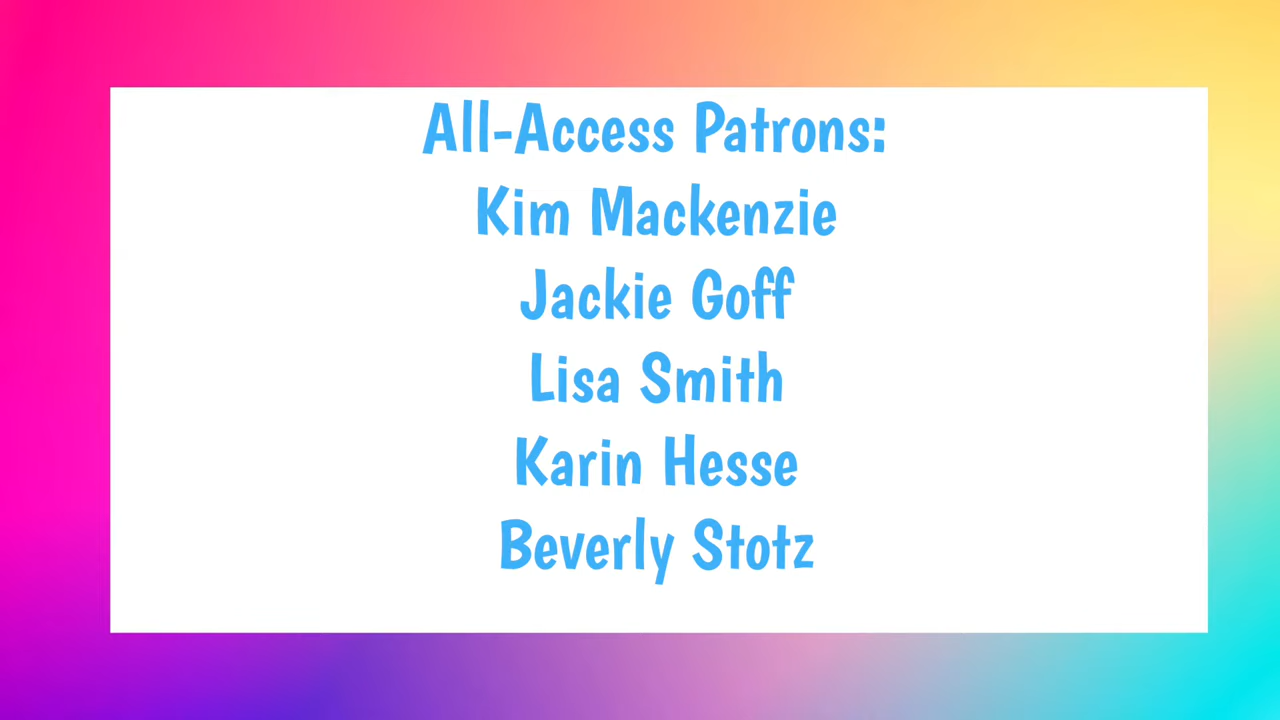 All-Access Patrons:
Kim Mackenzie
Jackie Goff
Lisa Smith
Karin Hesse
Beverly Stotz